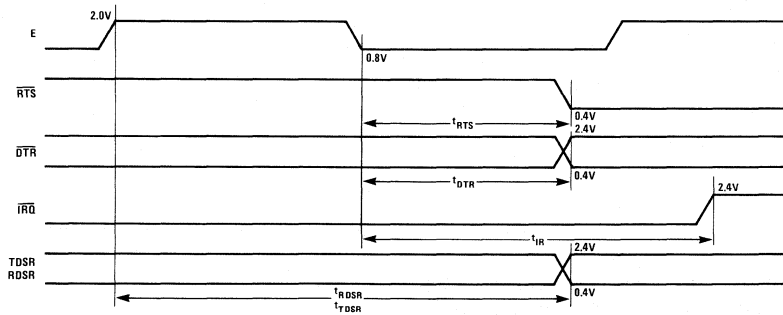 2.0V
E
0.8V
RTS
0.4V
tRTS
2.4V
DTR
tDTR
0.4V
2.4V
IRQ
tIR
2.4V
TDSR
RDSR
0.4V
tRDSR
tTDSR